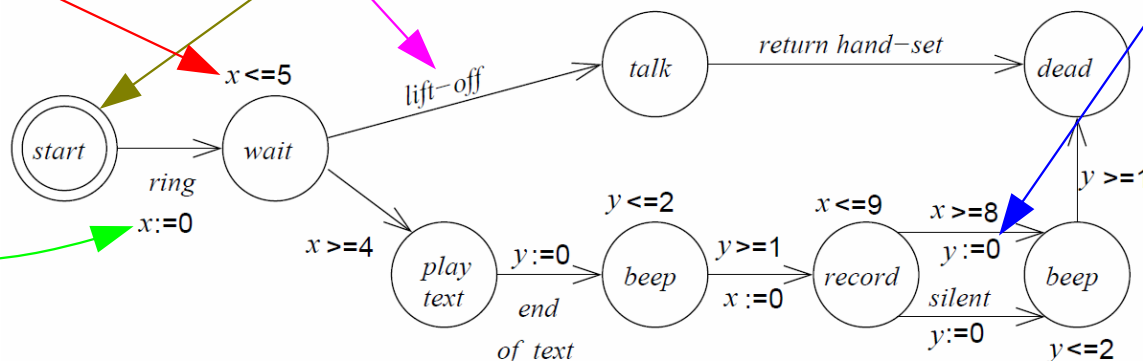 start
ring
x:=0
x<=5
wait
lift-off
talk
return hand-set
dead
x>=4
play
text
y:=0
end
of text
y<=2
beep
y>=1
x:=0
x<=9
record
x>=8
y:=0
silent
y:=0
beep
y<=2
y>=1